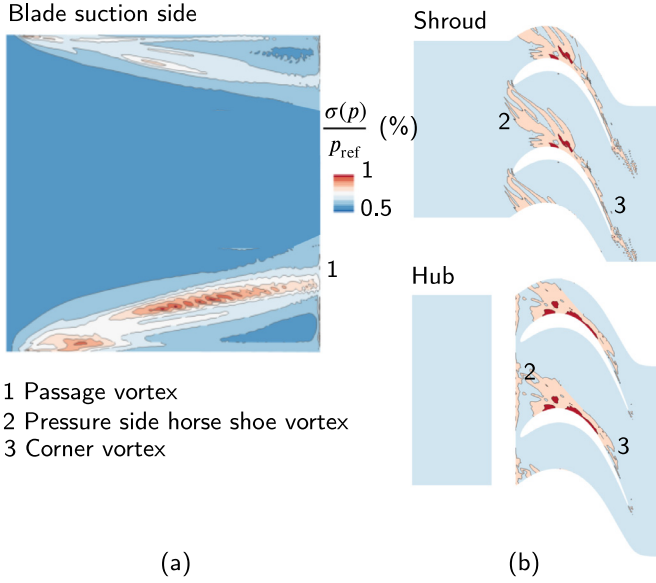 Blade suction side
σ(p)
p_ref
(%)
1
0.5
1
Shroud
2
3
Hub
2
3
1 Passage vortex
2 Pressure side horse shoe vortex
3 Corner vortex
(a)
(b)